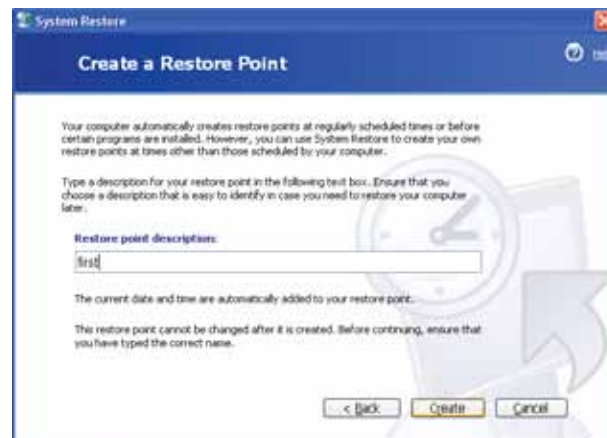 System Restore
Create a Restore Point
Your computer automatically creates restore points at regularly scheduled times or before
certain programs are installed. However, you can use System Restore to create your own
restore points at times other than those scheduled by your computer.
Type a description for your restore point in the following text box. Ensure that you
choose a description that is easy to identify in case you need to restore your computer
later.
Restore point description:
first
The current date and time are automatically added to your restore point.
This restore point cannot be changed after it is created. Before continuing, ensure that
you have typed the correct name.
< Back
Create
Cancel